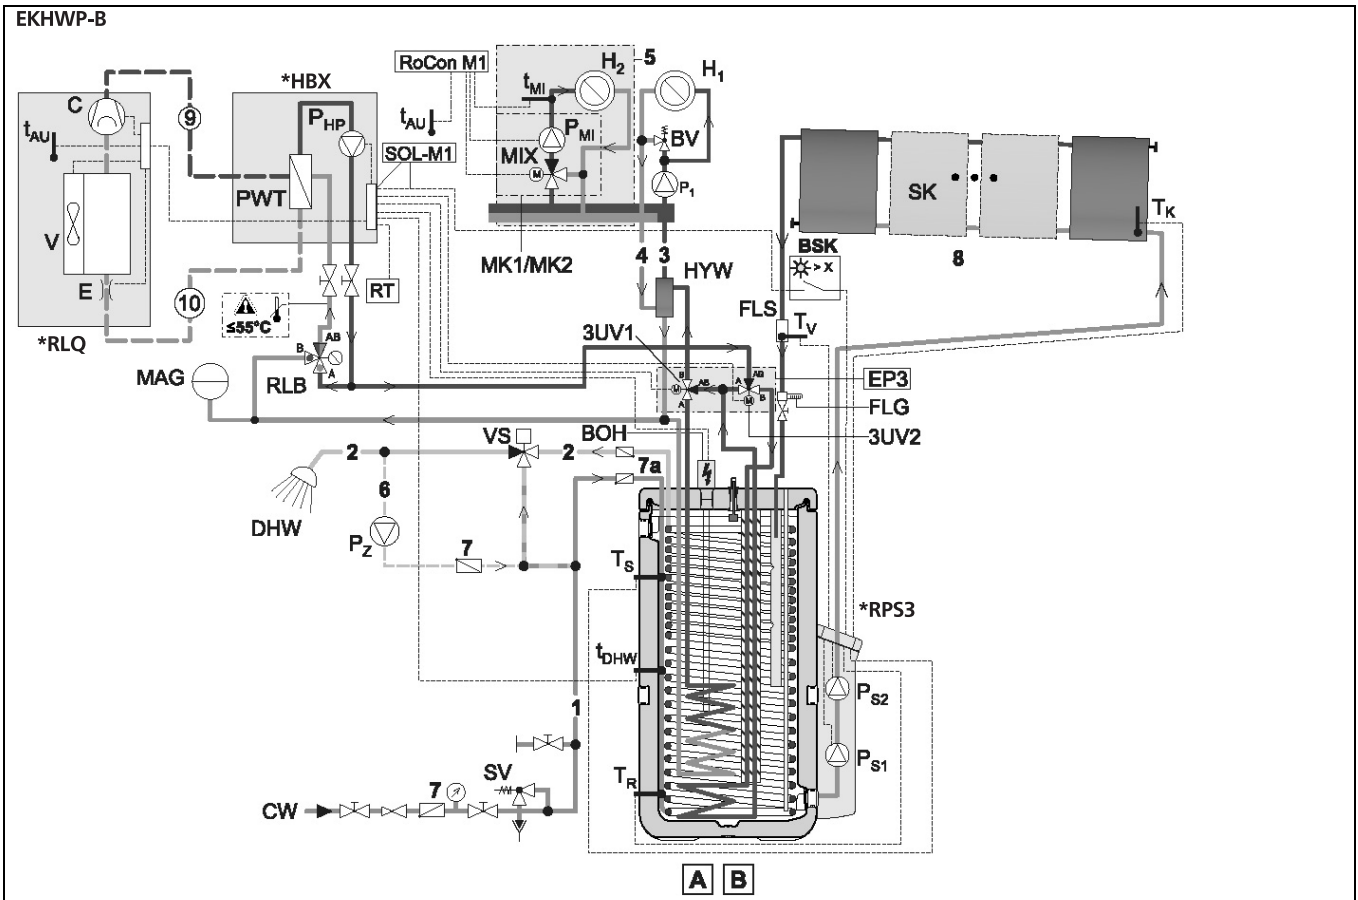 EKHWP-B
*HBX
RoCon M1
5
H2
H1
tMI
C
9
tAU
PHP
tAU
PMI
BV
SOL-M1
MIX
M
P1
PWT
SK
TK
V
MK1/MK2
4
3
HYW
BSK
> x
8
E
10
RT
≤55°C
FLS
TV
*RLQ
AB
B
A
3UV1
MAG
RLB
B
AB
A
M
A
AB
B
M
EP3
FLG
3UV2
VS
BOH
2
2
7a
6
DHW
PZ
7
TS
*RPS3
tDHW
PS2
1
PS1
SV
TR
7
CW
A B